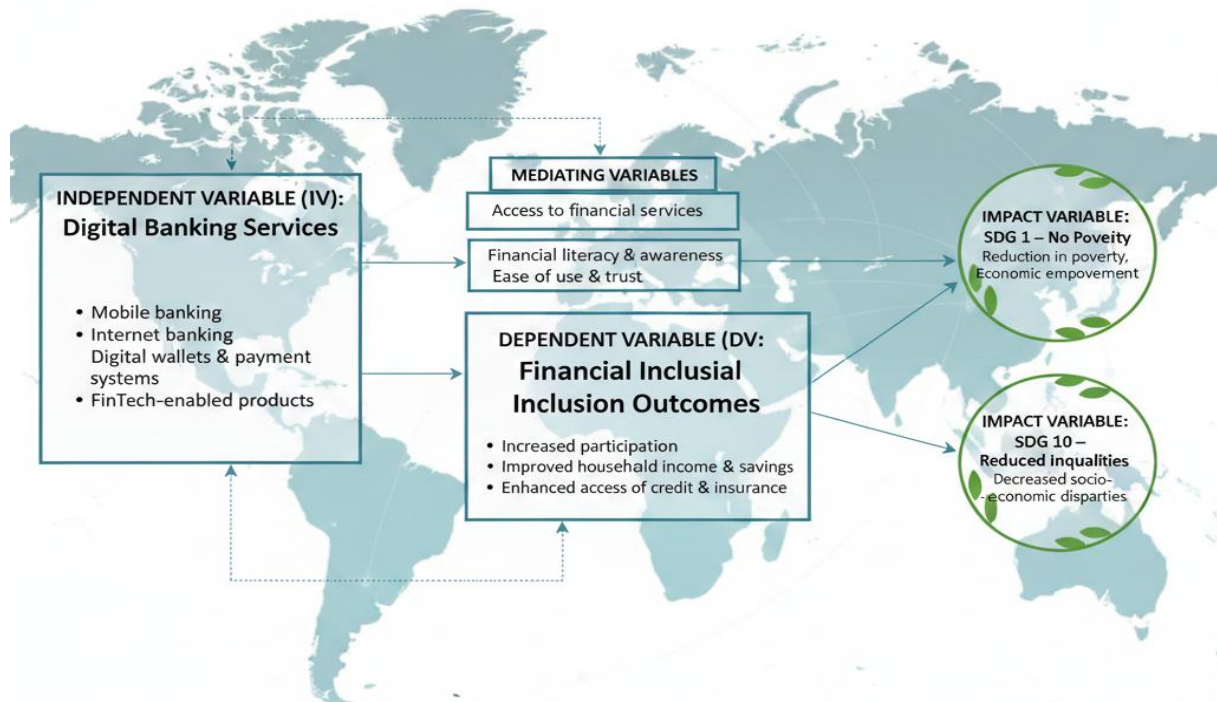 INDEPENDENT VARIABLE (IV):
Digital Banking Services
• Mobile banking
• Internet banking
Digital wallets & payment
systems
• FinTech-enabled products
MEDIATING VARIABLES
Access to financial services
Financial literacy & awareness
Ease of use & trust
DEPENDENT VARIABLE (DV:
Financial Inclusial
Inclusion Outcomes
• Increased participation
• Improved household income & savings
• Enhanced access of credit & insurance
IMPACT VARIABLE:
SDG 1 – No Poveity
Reduction in poverty,
Economic empovement
IMPACT VARIABLE:
SDG 10 –
Reduced inqualities
Decreased socio-
-economic disparties